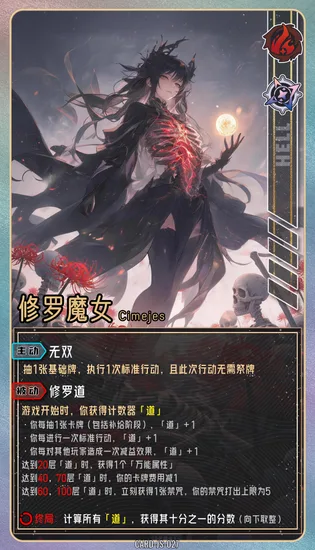 HELL
修罗魔女 Cimejes
主动 无双
抽1张基础牌、执行1次标准行动，且此次行动无需祭牌
被动 修罗道
游戏开始时，你获得计数器「道」
·你每抽1张卡牌（包括补给阶段），「道」+1
·你每进行一次标准行动，「道」+1
·你每对其他玩家造成一次减益效果，「道」+1
达到20层「道」时，获得1个「万能属性」
达到40、70层「道」时，你的卡牌费用减1
达到60、100层「道」时，立刻获得1张禁咒，你的禁咒打出上限为5
终局： 计算所有「道」，获得其十分之一的分数（向下取整）